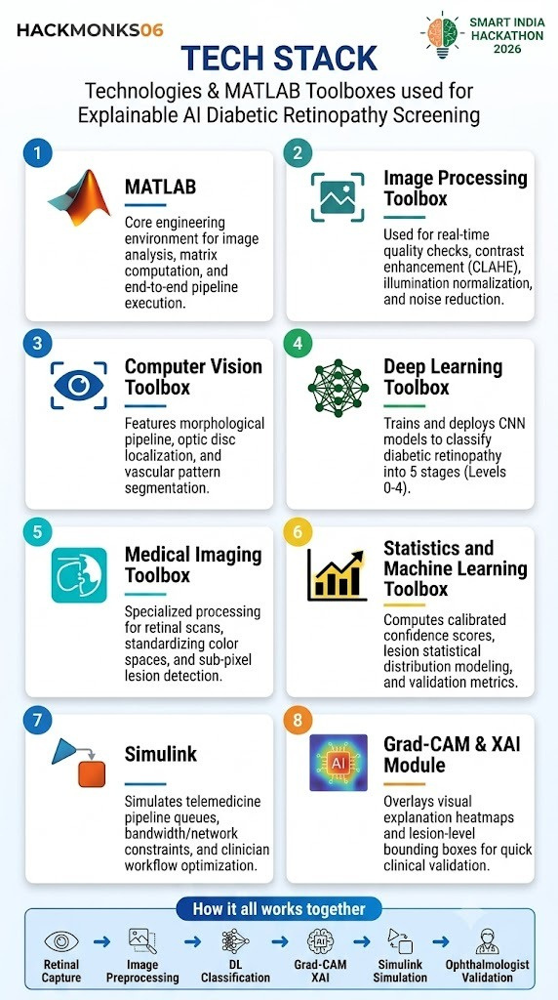 HACKMONKS06
SMART INDIA
HACKATHON
2026
TECH STACK
Technologies & MATLAB Toolboxes used for
Explainable AI Diabetic Retinopathy Screening
1
MATLAB
Core engineering
environment for image
analysis, matrix
computation, and
end-to-end pipeline
execution.
2
Image Processing
Toolbox
Used for real-time
quality checks, contrast
enhancement (CLAHE),
illumination normalization,
and noise reduction.
3
Computer Vision
Toolbox
Features morphological
pipeline, optic disc
localization, and
vascular pattern
segmentation.
4
Deep Learning
Toolbox
Trains and deploys CNN
models to classify
diabetic retinopathy
into 5 stages (Levels
0-4).
5
Medical Imaging
Toolbox
Specialized processing
for retinal scans,
standardizing color
spaces, and sub-pixel
lesion detection.
6
Statistics and
Machine Learning
Toolbox
Computes calibrated
confidence scores,
lesion statistical
distribution modeling,
and validation metrics.
7
Simulink
Simulates telemedicine
pipeline queues,
bandwidth/network
constraints, and clinician
workflow optimization.
8
AI
Grad-CAM & XAI
Module
Overlays visual
explanation heatmaps
and lesion-level
bounding boxes for quick
clinical validation.
How it all works together
Retinal
Capture
Image
Preprocessing
DL
Classification
AI
Grad-CAM
XAI
Simulink
Simulation
Ophthalmologist
Validation